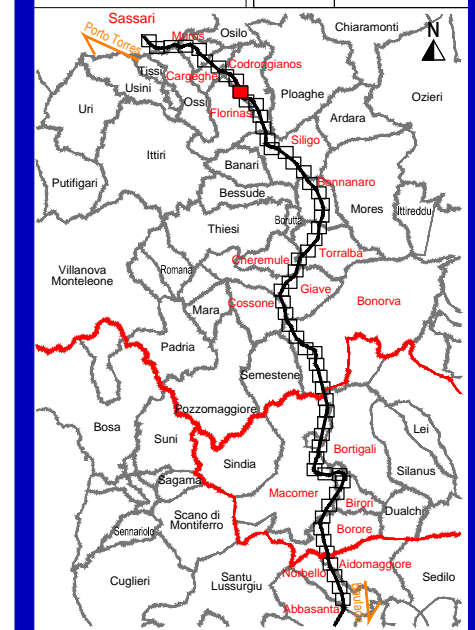 Sassari
Porto Torres
Muros
Osilo
Chiaramonti
N
Tissi
Cargeghe
Codrongianos
Usini
Ossi
Ploaghe
Ozieri
Uri
Florinas
Ardara
Ittiri
Siligo
Banari
Putifigari
Bessude
Bonnanaro
Mores
Ittireddu
Thiesi
Borutta
Romana
Cheremule
Torralba
Villanova
Monteleone
Giave
Mara
Cossone
Bonorva
Padria
Semestene
Pozzomaggiore
Bosa
Suni
Lei
Sindia
Bortigali
Silanus
Sagama
Macomer
Birori
Scano di
Montiferro
Dualchi
Sennariolo
Borore
Aidomaggiore
Cuglieri
Santu
Lussurgiu
Norbello
Sedilo
Abbasanta